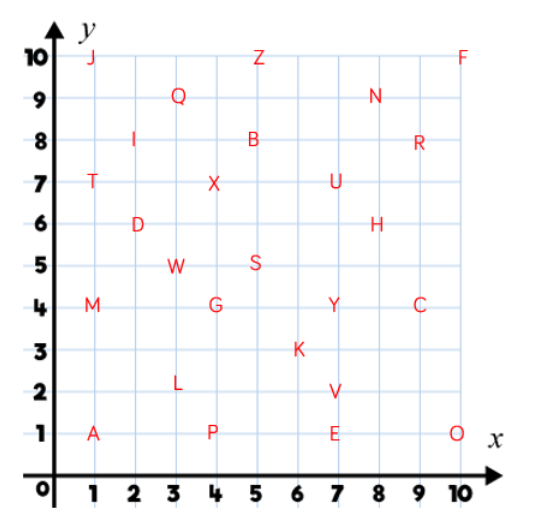 y
10 J Z F
9 Q N
8 I B R
7 T X U
6 D H
5 W S
4 M G Y C
3 K
2 L V
1 A P E O
x
0 1 2 3 4 5 6 7 8 9 10